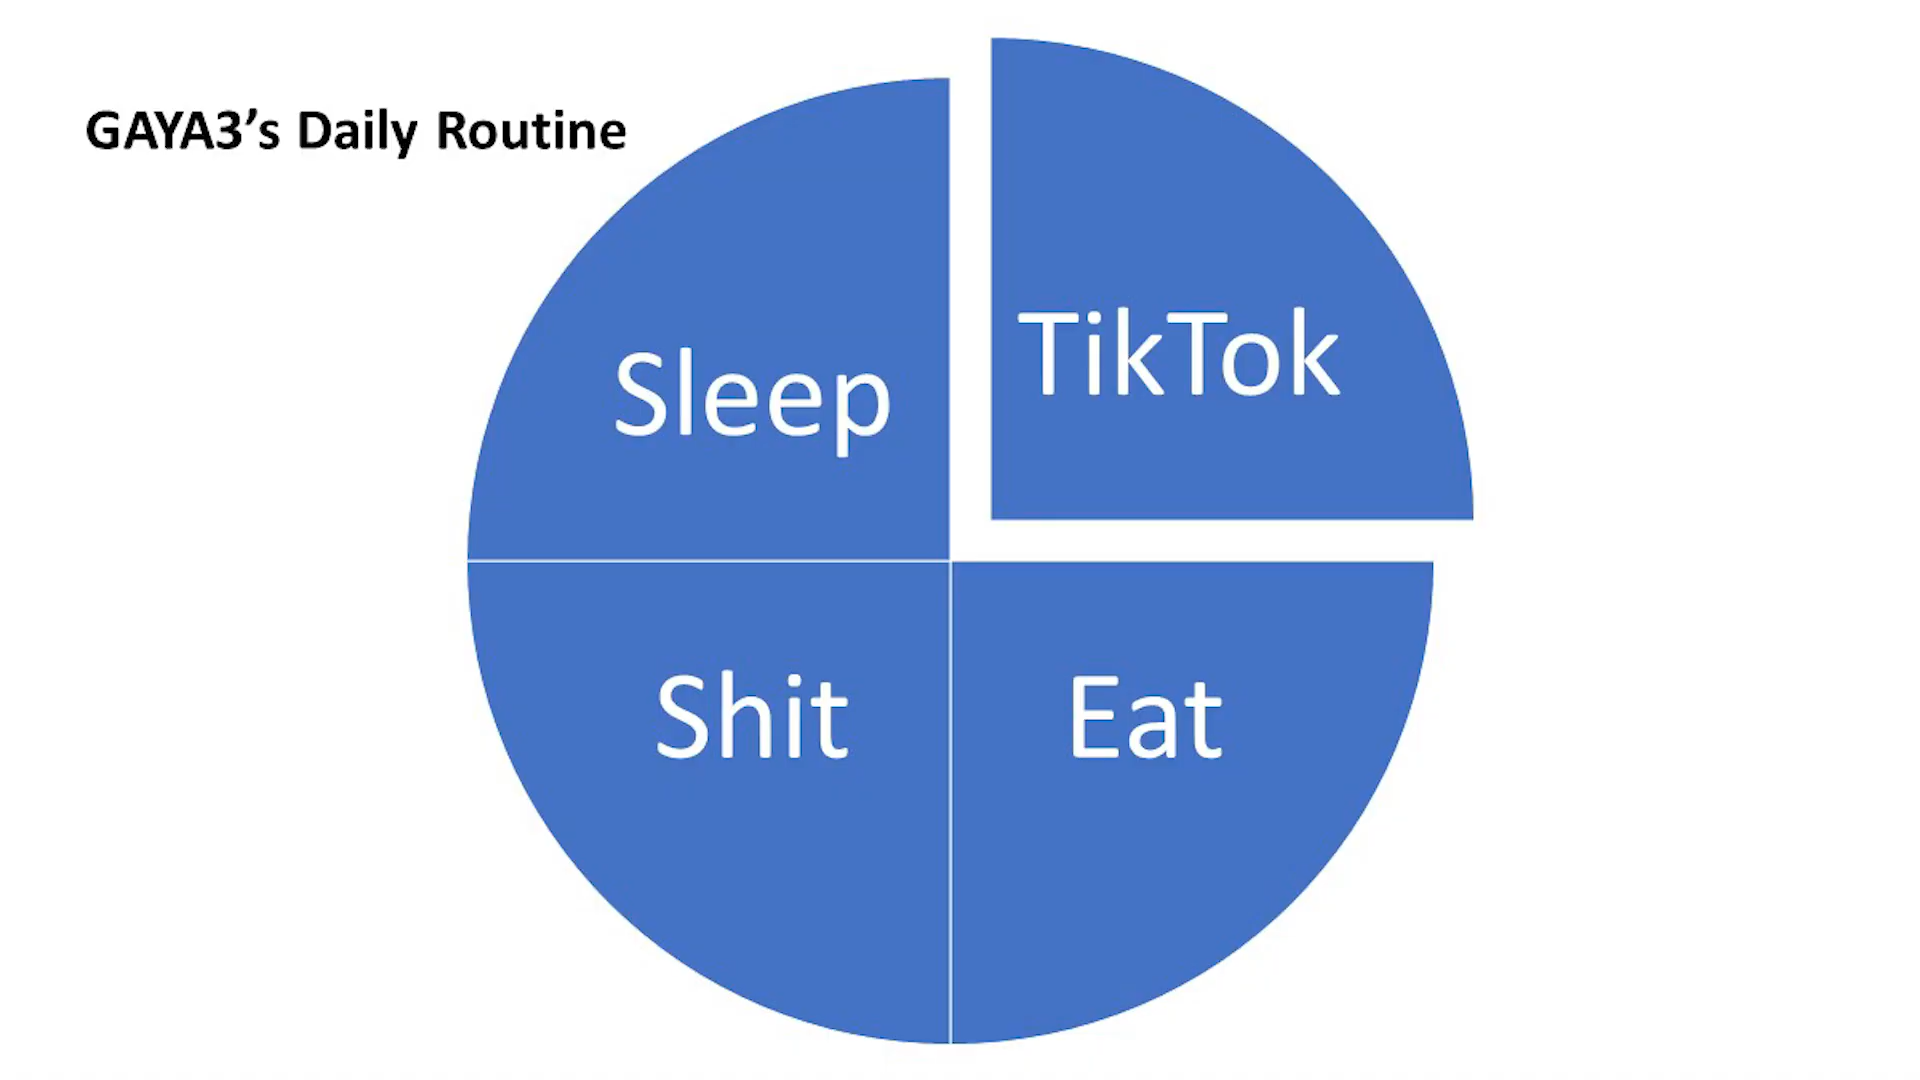 GAYA3’s Daily Routine
TikTok
Sleep
Shit
Eat